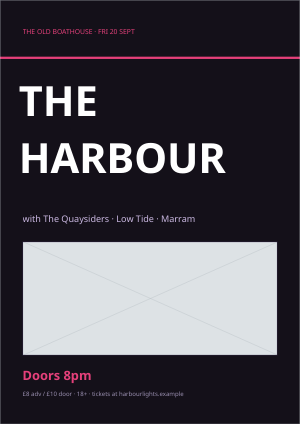 THE OLD BOATHOUSE · FRI 20 SEPT
THE
HARBOUR
with The Quaysiders · Low Tide · Marram
Doors 8pm
£8 adv / £10 door · 18+ · tickets at harbourlights.example